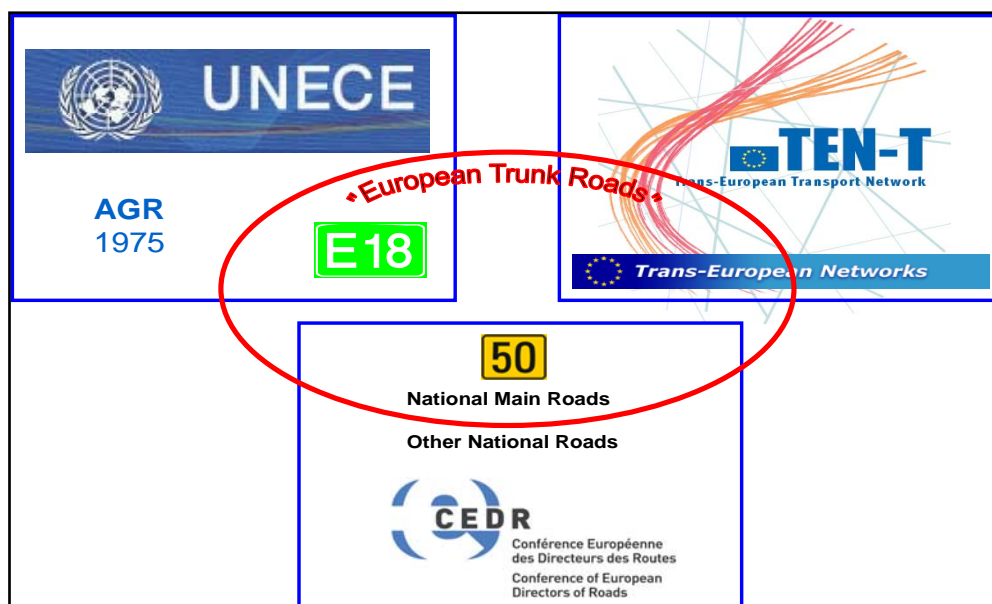 UNECE
AGR
1975
"European Trunk Roads"
E18
TEN-T
Trans-European Transport Network
Trans-European Networks
50
National Main Roads
Other National Roads
CEDR
Conférence Européenne
des Directeurs des Routes
Conference of European
Directors of Roads